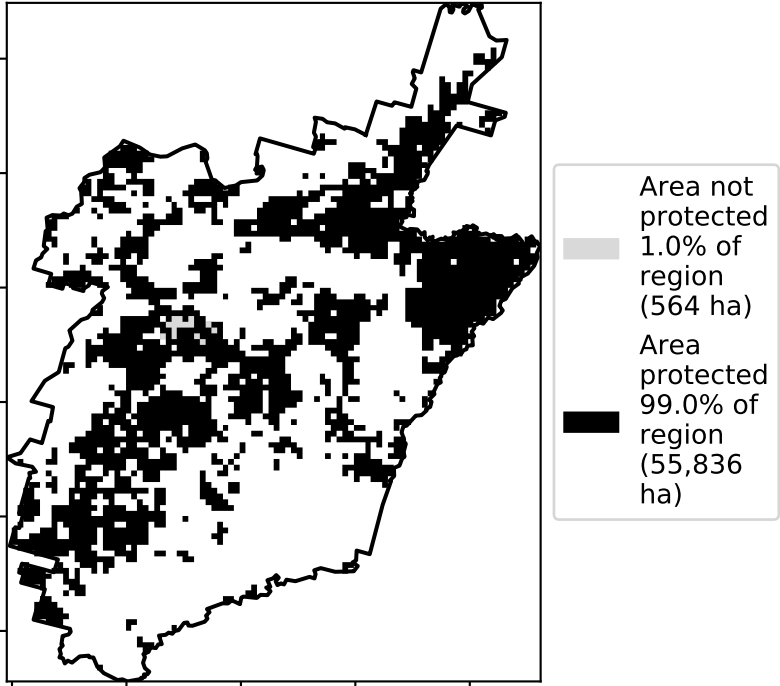 Area not
protected
1.0% of
region
(564 ha)
Area
protected
99.0% of
region
(55,836
ha)